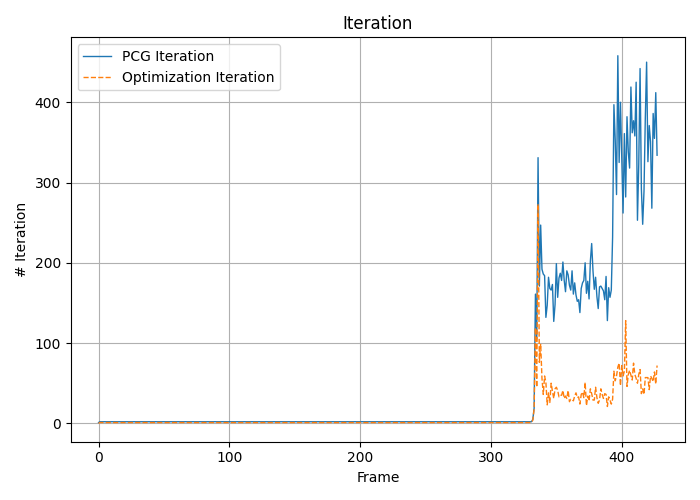 Iteration
PCG Iteration
Optimization Iteration
400
300
200
100
0
# Iteration
0 100 200 300 400
Frame